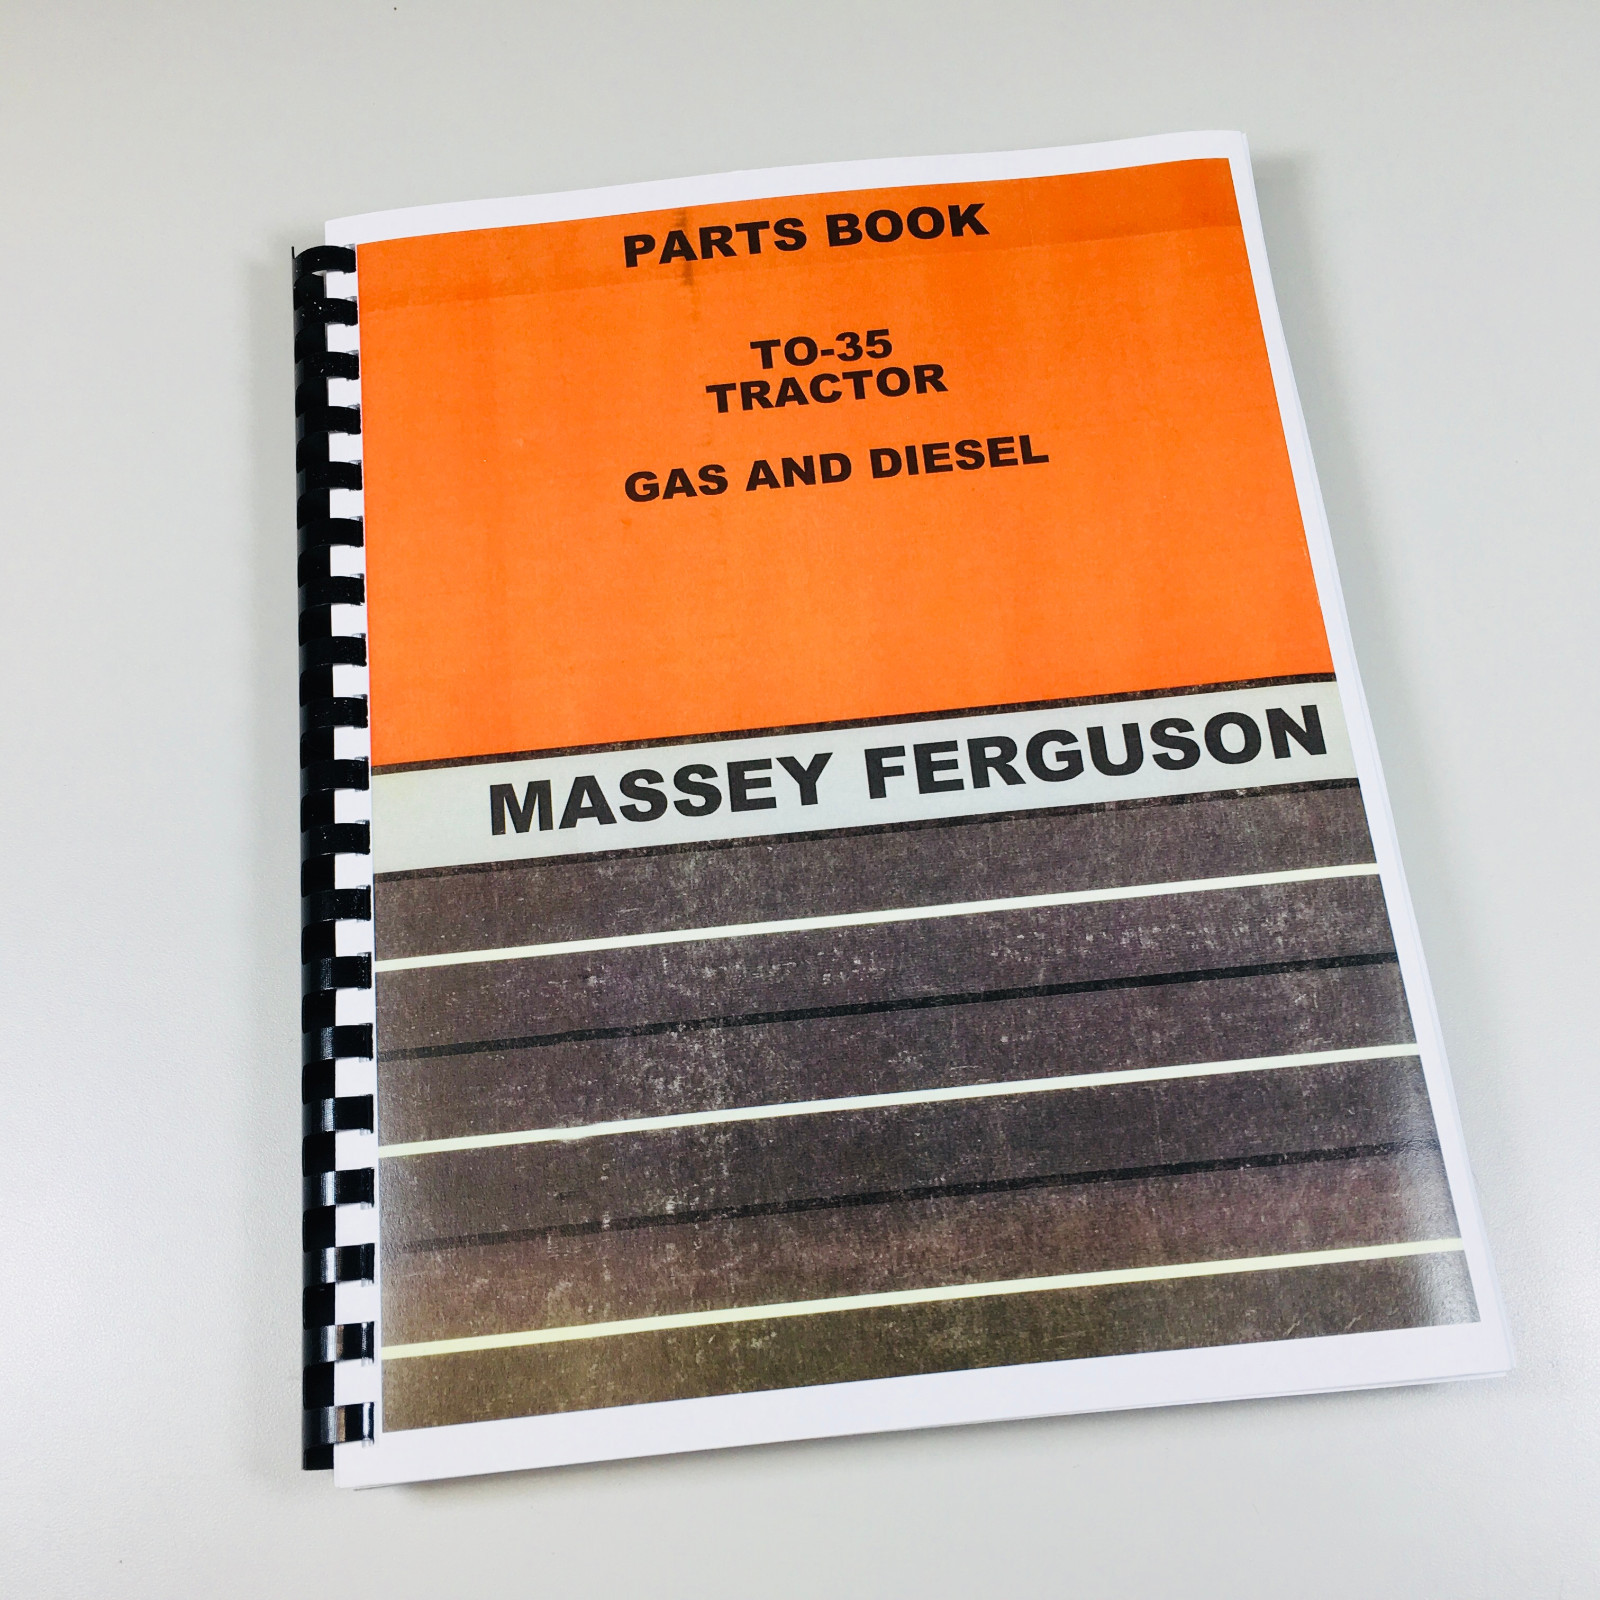 PARTS BOOK
TO-35
TRACTOR
GAS AND DIESEL
MASSEY FERGUSON